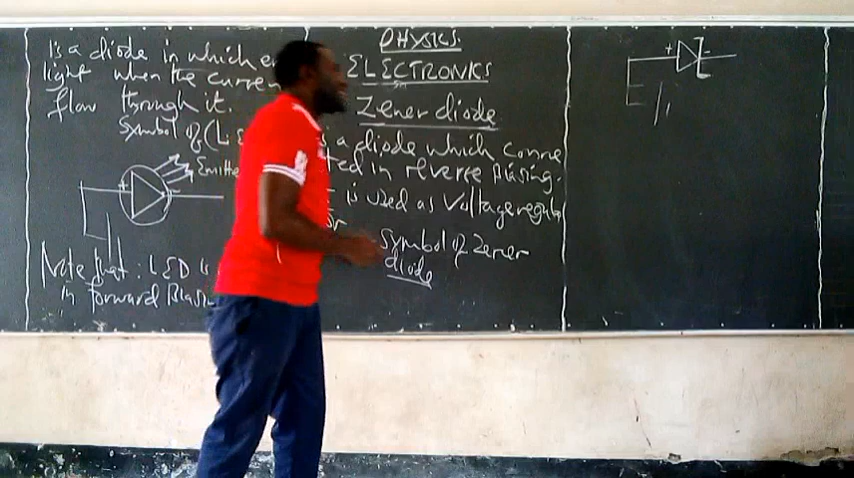 Is a diode in which e
light when the curren
flow through it.
Symbol of (L E
Emitte
Note that : LED is
in forward Biasi
PHYSICS.
ELECTRONICS
Zener diode
s a diode which conne
ted in reverse Biasing.
is used as Voltage regula
or
Symbol of Zener
diode
+ -
+ -